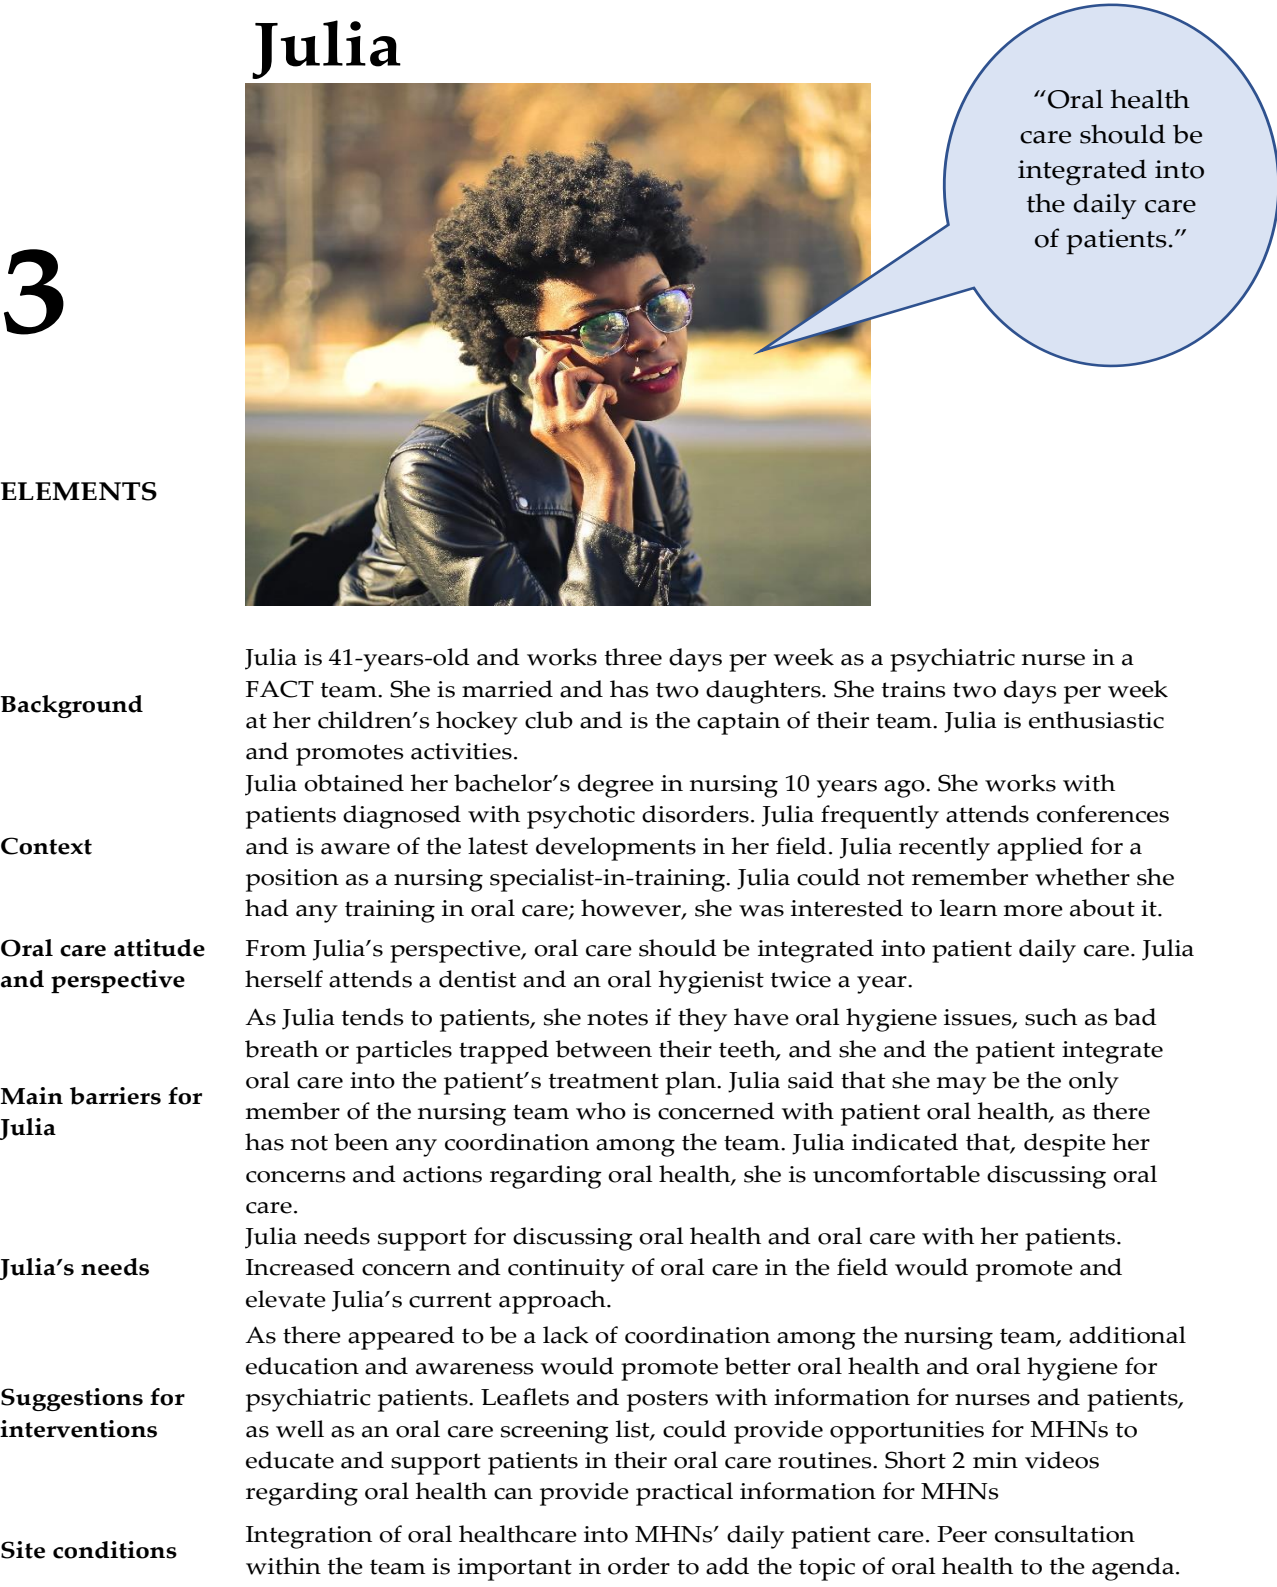 Julia
“Oral health
care should be
integrated into
the daily care
of patients.”
3
ELEMENTS
Background
Julia is 41-years-old and works three days per week as a psychiatric nurse in a
FACT team. She is married and has two daughters. She trains two days per week
at her children’s hockey club and is the captain of their team. Julia is enthusiastic
and promotes activities.
Context
Julia obtained her bachelor’s degree in nursing 10 years ago. She works with
patients diagnosed with psychotic disorders. Julia frequently attends conferences
and is aware of the latest developments in her field. Julia recently applied for a
position as a nursing specialist-in-training. Julia could not remember whether she
had any training in oral care; however, she was interested to learn more about it.
Oral care attitude
and perspective
From Julia’s perspective, oral care should be integrated into patient daily care. Julia
herself attends a dentist and an oral hygienist twice a year.
Main barriers for
Julia
As Julia tends to patients, she notes if they have oral hygiene issues, such as bad
breath or particles trapped between their teeth, and she and the patient integrate
oral care into the patient’s treatment plan. Julia said that she may be the only
member of the nursing team who is concerned with patient oral health, as there
has not been any coordination among the team. Julia indicated that, despite her
concerns and actions regarding oral health, she is uncomfortable discussing oral
care.
Julia’s needs
Julia needs support for discussing oral health and oral care with her patients.
Increased concern and continuity of oral care in the field would promote and
elevate Julia’s current approach.
Suggestions for
interventions
As there appeared to be a lack of coordination among the nursing team, additional
education and awareness would promote better oral health and oral hygiene for
psychiatric patients. Leaflets and posters with information for nurses and patients,
as well as an oral care screening list, could provide opportunities for MHNs to
educate and support patients in their oral care routines. Short 2 min videos
regarding oral health can provide practical information for MHNs
Site conditions
Integration of oral healthcare into MHNs’ daily patient care. Peer consultation
within the team is important in order to add the topic of oral health to the agenda.